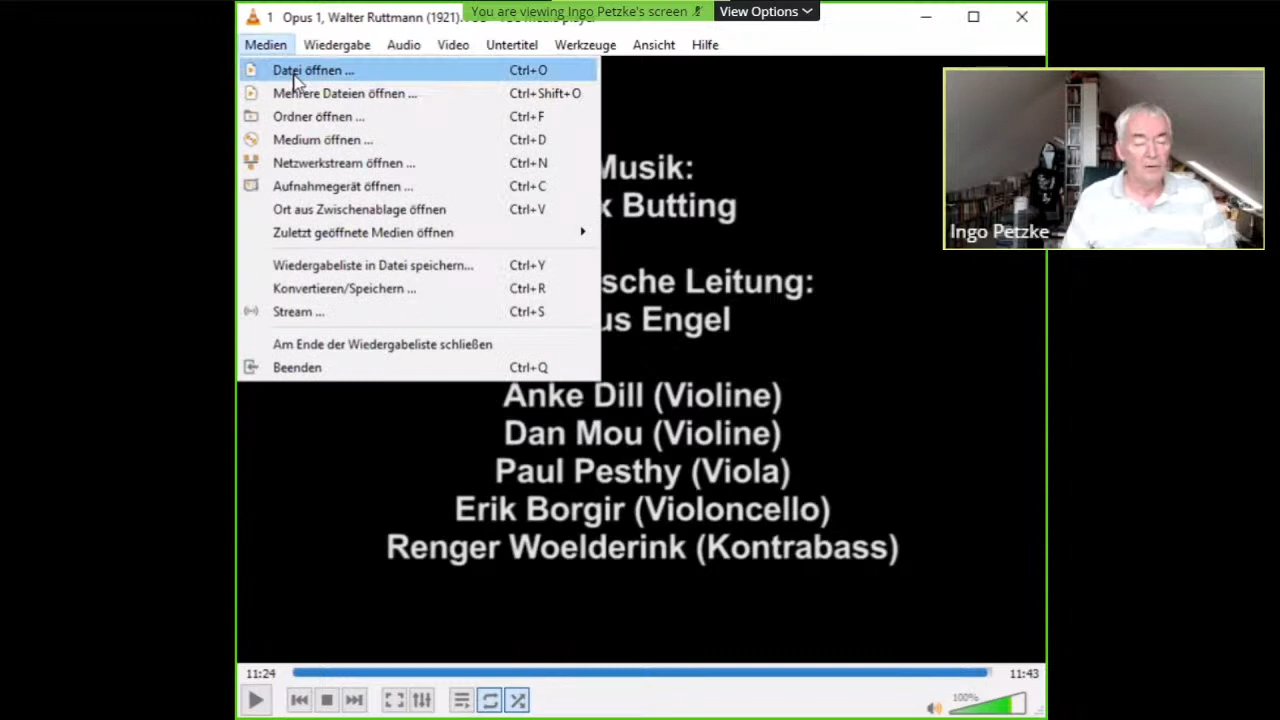 1 Opus 1, Walter Ruttmann (1921).
You are viewing Ingo Petzke's screen
View Options
Medien Wiedergabe Audio Video Untertitel Werkzeuge Ansicht Hilfe
Datei öffnen ... Ctrl+O
Mehrere Dateien öffnen ... Ctrl+Shift+O
Ordner öffnen ... Ctrl+F
Medium öffnen ... Ctrl+D
Netzwerkstream öffnen ... Ctrl+N
Aufnahmegerät öffnen ... Ctrl+C
Ort aus Zwischenablage öffnen Ctrl+V
Zuletzt geöffnete Medien öffnen
Wiedergabeliste in Datei speichern... Ctrl+Y
Konvertieren/Speichern ... Ctrl+R
Stream ... Ctrl+S
Am Ende der Wiedergabeliste schließen
Beenden Ctrl+Q
Musik:
x Butting
sche Leitung:
us Engel
Anke Dill (Violine)
Dan Mou (Violine)
Paul Pesthy (Viola)
Erik Borgir (Violoncello)
Renger Woelderink (Kontrabass)
Ingo Petzke
11:24 11:43
100%